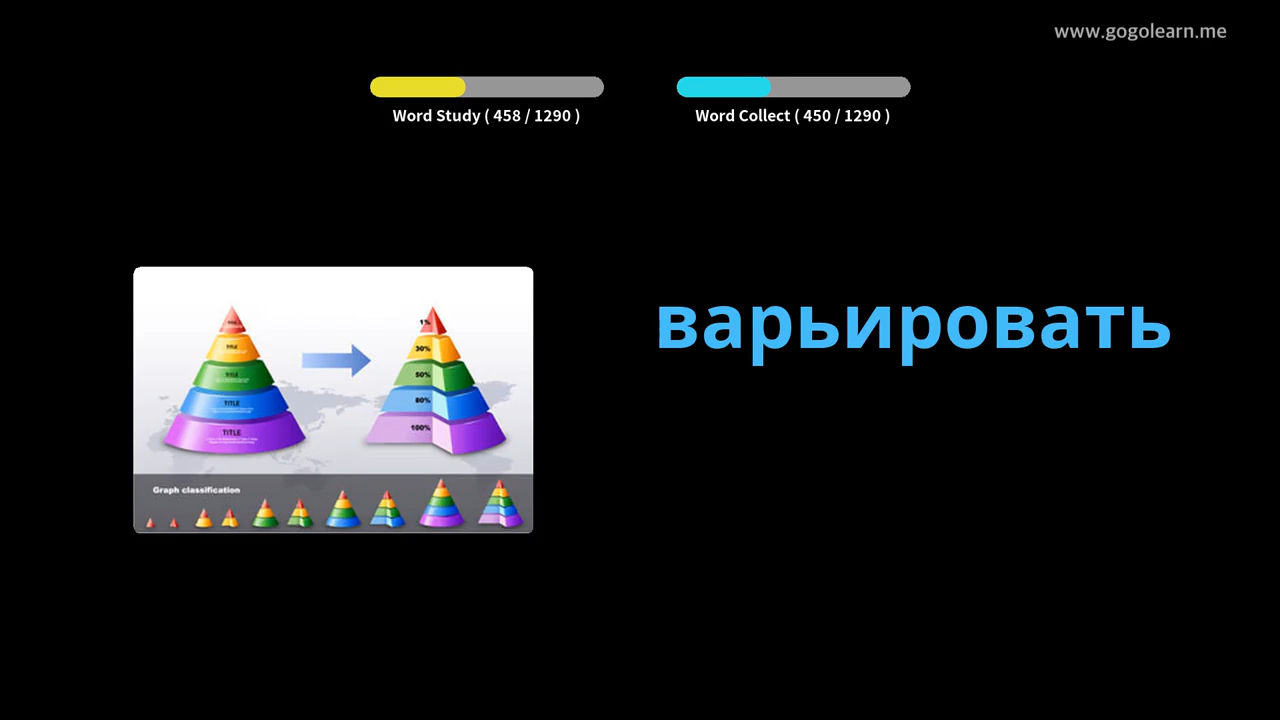 www.gogolearn.me
Word Study ( 458 / 1290 )
Word Collect ( 450 / 1290 )
варьировать
TITLE
TITLE
TITLE
TITLE
1%
30%
50%
80%
100%
Graph classification